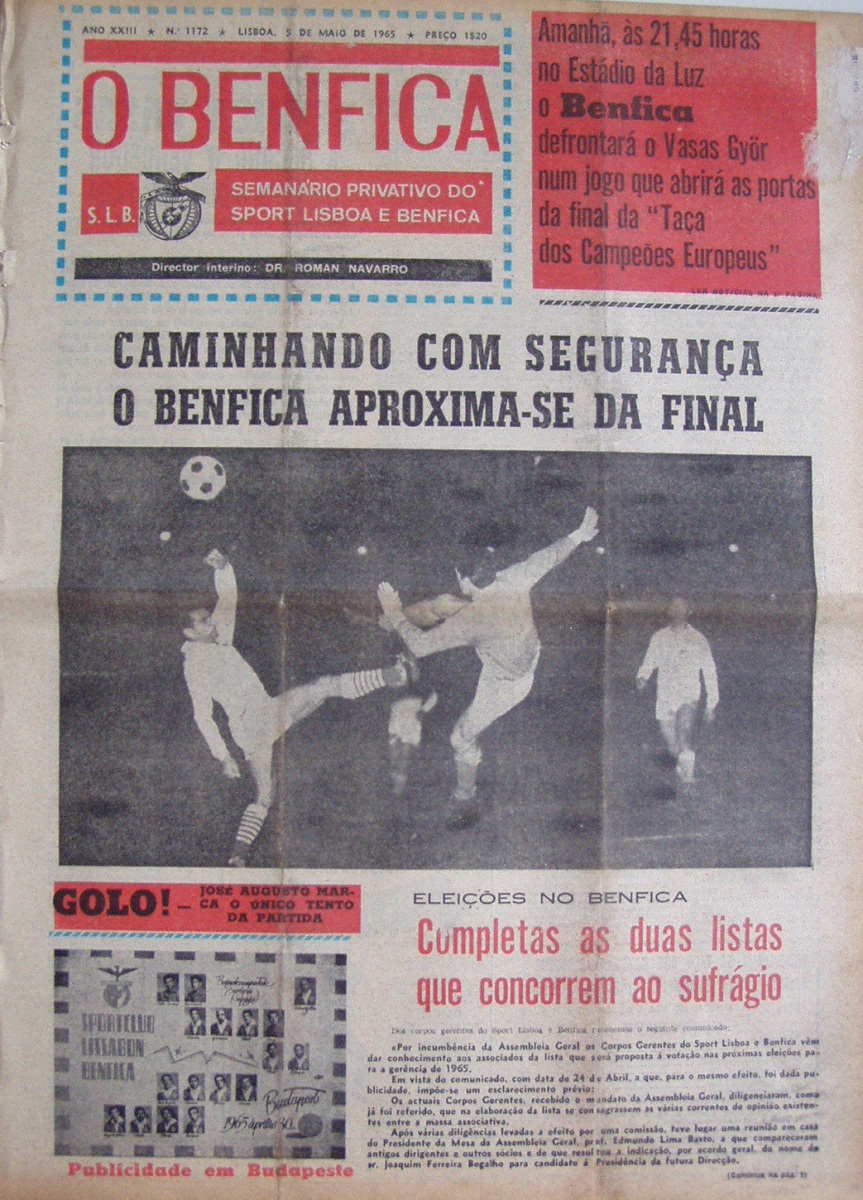 ANO XXIII ★ N.º 1172 ★ LISBOA, 5 DE MAIO DE 1965 ★ PREÇO 1$20
O BENFICA
S. L. B.
SEMANÁRIO PRIVATIVO DO
SPORT LISBOA E BENFICA
Director interino: DR. ROMAN NAVARRO
Amanhã, às 21,45 horas
no Estádio da Luz
o Benfica
defrontará o Vasas Györ
num jogo que abrirá as portas
da final da "Taça
dos Campeões Europeus"
LER NOTÍCIAS NA PÁGINA
CAMINHANDO COM SEGURANÇA
O BENFICA APROXIMA-SE DA FINAL
GOLO! — JOSÉ AUGUSTO MAR-
CA O ÚNICO TENTO
DA PARTIDA
SPORTCLUB
LISSABON
BENFICA
Budapest
1965 április 30.
Publicidade em Budapeste
ELEIÇÕES NO BENFICA
Completas as duas listas
que concorrem ao sufrágio
Dos corpos gerentes do Sport Lisboa e Benfica recebemos o seguinte comunicado:
«Por incumbência da Assembleia Geral os Corpos Gerentes do Sport Lisboa e Benfica vêm
dar conhecimento aos associados da lista que será proposta à votação nas próximas eleições pa-
ra a gerência de 1965.
Em vista do comunicado, com data de 24 de Abril, a que, para o mesmo efeito, foi dada pu-
blicidade, impõe-se um esclarecimento prévio:
Os actuais Corpos Gerentes, recebido o mandato da Assembleia Geral, diligenciaram, como
já foi referido, que na elaboração da lista se consagrassem as várias correntes de opinião existen-
tes entre a massa associativa.
Após várias diligências levadas a efeito por uma comissão, teve lugar uma reunião em casa
do Presidente da Mesa da Assembleia Geral, prof. Edmundo Lima Basto, a que compareceram
antigos dirigentes e outros sócios e de que resultou a indicação, por acordo geral, do nome do
sr. Joaquim Ferreira Bogalho para candidato à Presidência da futura Direcção.
(Continua na pág. 2)